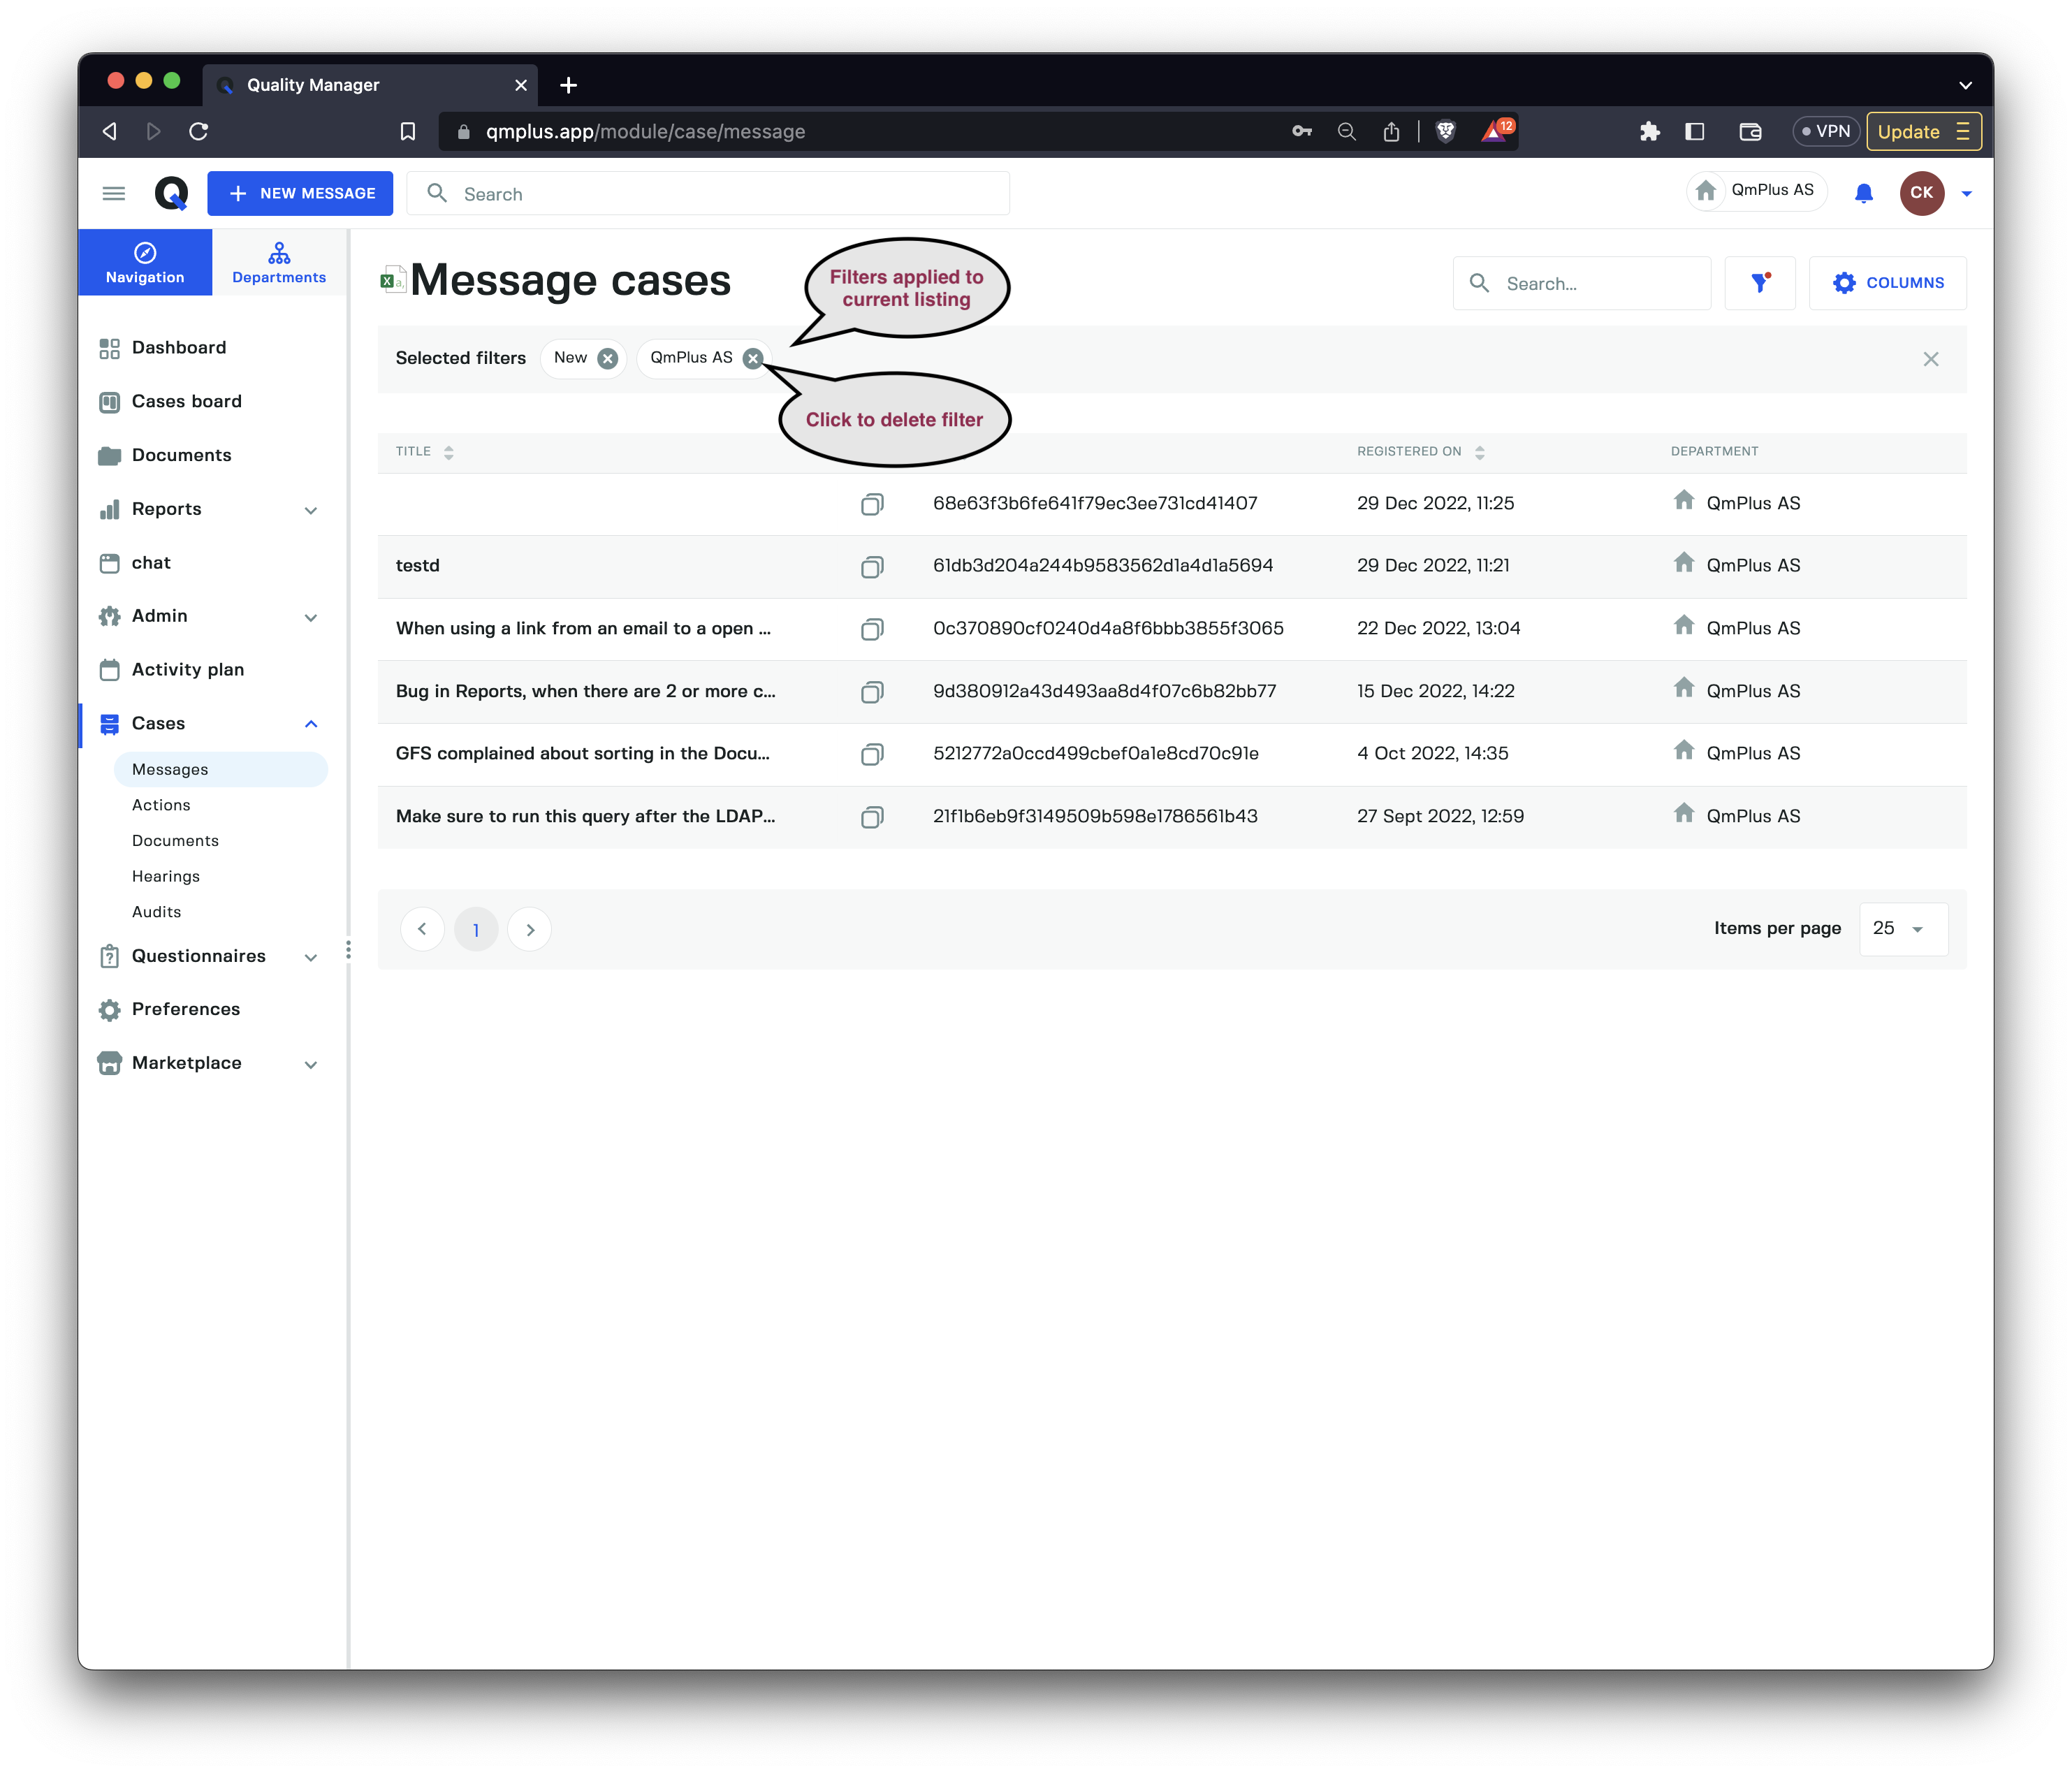 Quality Manager
qmplus.app/module/case/message
12
VPN
Update
NEW MESSAGE
Search
QmPlus AS
CK
Navigation
Departments
Dashboard
Cases board
Documents
Reports
chat
Admin
Activity plan
Cases
Messages
Actions
Documents
Hearings
Audits
Questionnaires
Preferences
Marketplace
Message cases
Filters applied to
current listing
Search...
COLUMNS
Selected filters New QmPlus AS
Click to delete filter
TITLE REGISTERED ON DEPARTMENT
68e63f3b6fe641f79ec3ee731cd41407 29 Dec 2022, 11:25 QmPlus AS
testd 61db3d204a244b9583562d1a4d1a5694 29 Dec 2022, 11:21 QmPlus AS
When using a link from an email to a open ... 0c370890cf0240d4a8f6bbb3855f3065 22 Dec 2022, 13:04 QmPlus AS
Bug in Reports, when there are 2 or more c... 9d380912a43d493aa8d4f07c6b82bb77 15 Dec 2022, 14:22 QmPlus AS
GFS complained about sorting in the Docu... 5212772a0ccd499cbef0a1e8cd70c91e 4 Oct 2022, 14:35 QmPlus AS
Make sure to run this query after the LDAP... 21f1b6eb9f3149509b598e1786561b43 27 Sept 2022, 12:59 QmPlus AS
1
Items per page 25